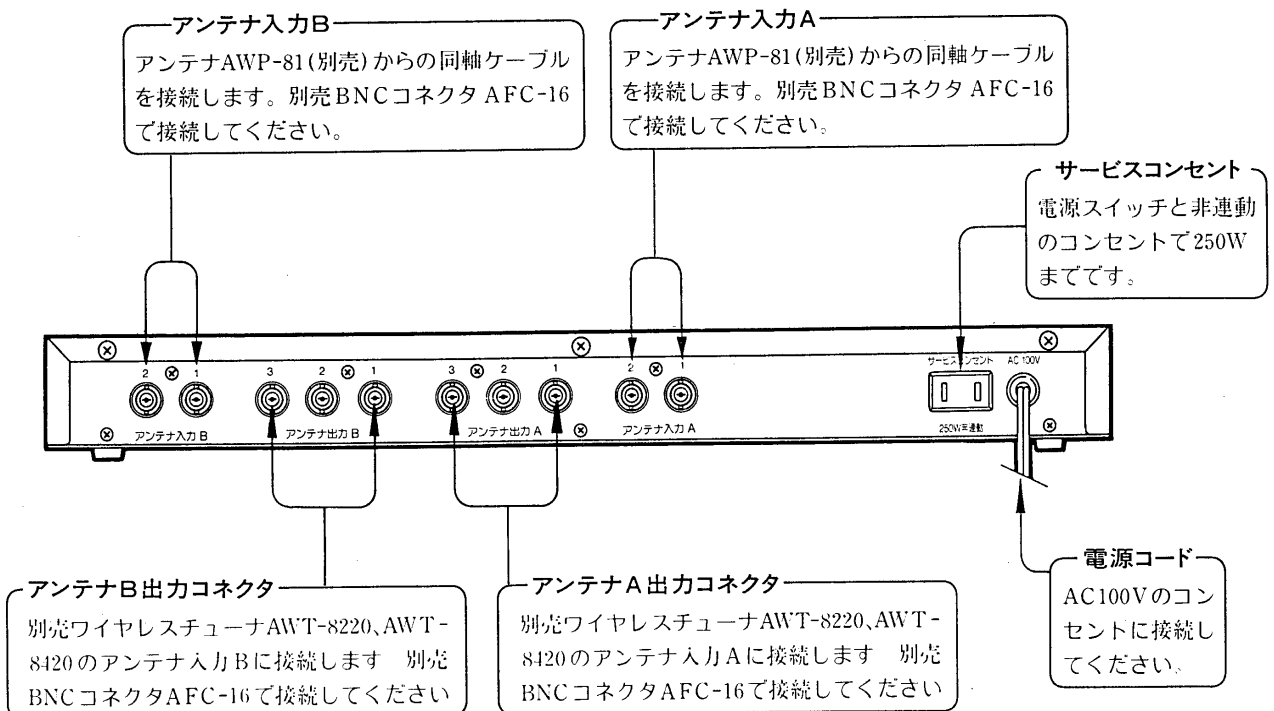 アンテナ入力B
アンテナAWP-81(別売)からの同軸ケーブル
を接続します。別売BNCコネクタ AFC-16
で接続してください。
アンテナ入力A
アンテナAWP-81(別売)からの同軸ケーブル
を接続します。別売BNCコネクタ AFC-16
で接続してください。
サービスコンセント
電源スイッチと非連動
のコンセントで250W
までです。
2 1 3 2 1 3 2 1 2 1
サービスコンセント AC 100V
アンテナ入力 B アンテナ出力 B アンテナ出力 A アンテナ入力 A 250W非連動
アンテナB出力コネクタ
別売ワイヤレスチューナAWT-8220、AWT-
8420のアンテナ入力Bに接続します 別売
BNCコネクタAFC-16で接続してください
アンテナA出力コネクタ
別売ワイヤレスチューナAWT-8220、AWT-
8420のアンテナ入力Aに接続します 別売
BNCコネクタAFC-16で接続してください
電源コード
AC100Vのコン
セントに接続し
てください。